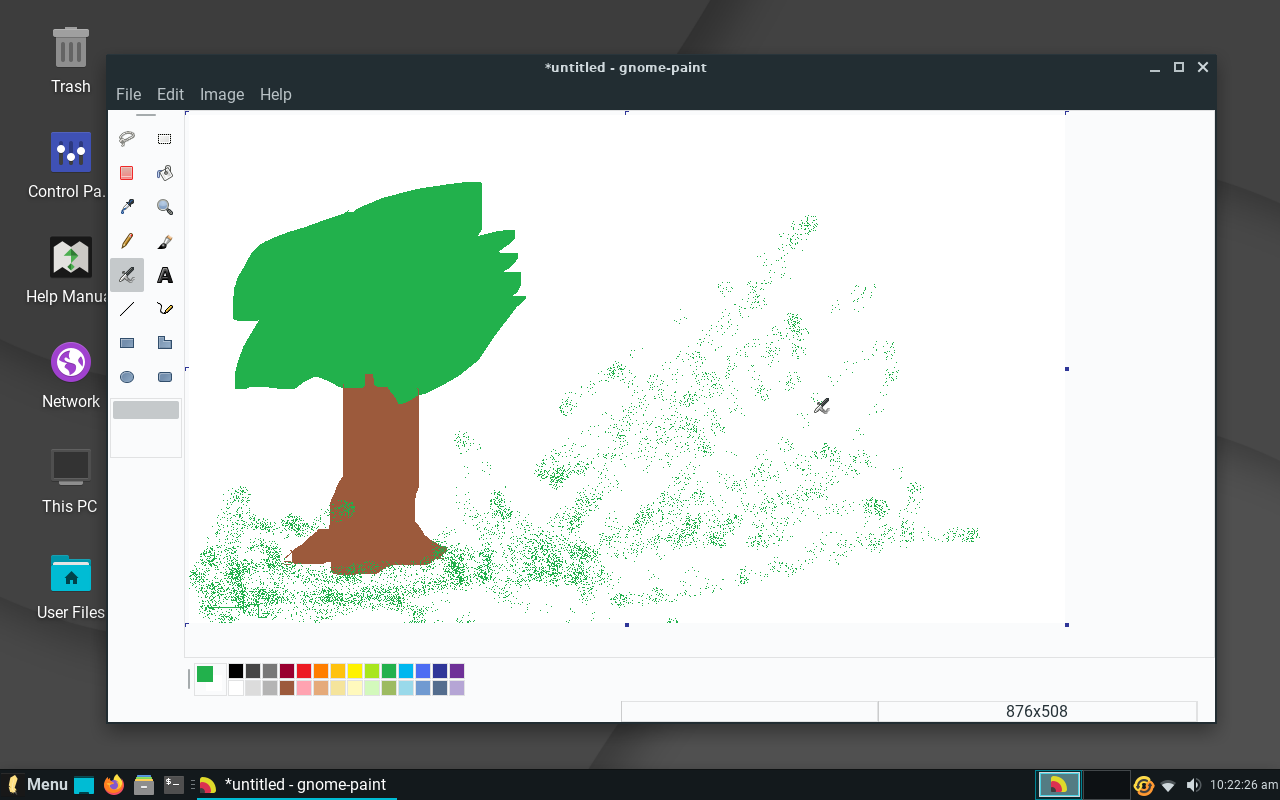 *untitled - gnome-paint
File Edit Image Help
Trash
Control Pa..
Help Manua
Network
This PC
User Files
876x508
Menu
*untitled - gnome-paint
10:22:26 am